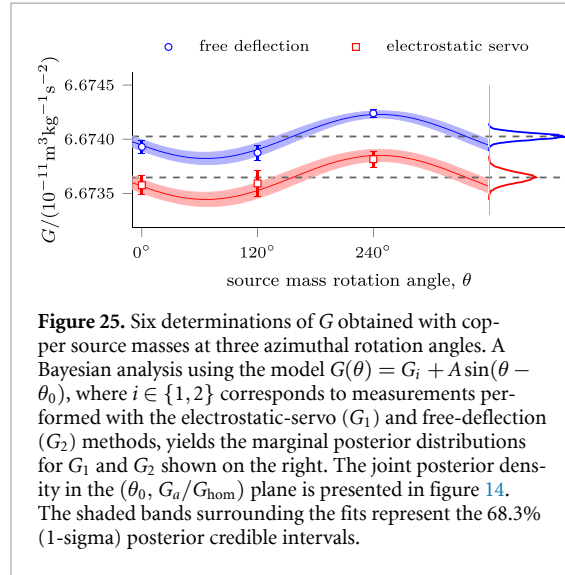 free deflection electrostatic servo
G/(10⁻¹¹m³kg⁻¹s⁻²)
6.6745
6.6740
6.6735
0° 120° 240°
source mass rotation angle, θ
Figure 25. Six determinations of G obtained with cop-
per source masses at three azimuthal rotation angles. A
Bayesian analysis using the model G(θ) = Gᵢ + A sin(θ −
θ₀), where i ∈ {1, 2} corresponds to measurements per-
formed with the electrostatic-servo (G₁) and free-deflection
(G₂) methods, yields the marginal posterior distributions
for G₁ and G₂ shown on the right. The joint posterior den-
sity in the (θ₀, Gₐ/G_hom) plane is presented in figure 14.
The shaded bands surrounding the fits represent the 68.3%
(1-sigma) posterior credible intervals.